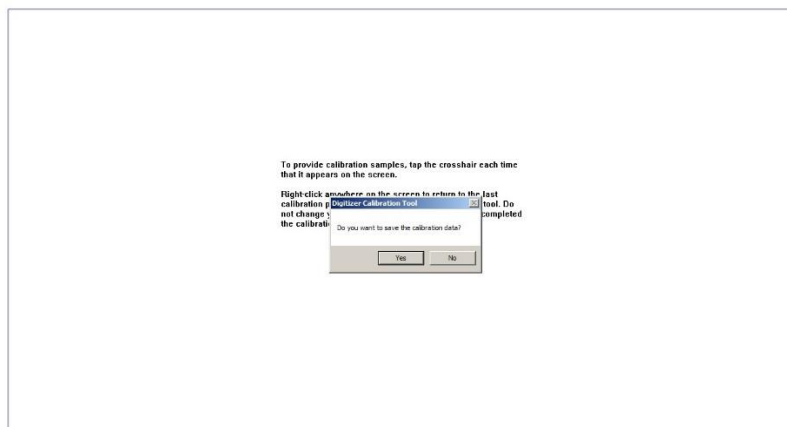 To provide calibration samples, tap the crosshair each time
that it appears on the screen.
Right-click anywhere on the screen to return to the last
calibration
Digitizer Calibration Tool
tool. Do
not change
completed
the
Do you want to save the calibration data?
Yes
No